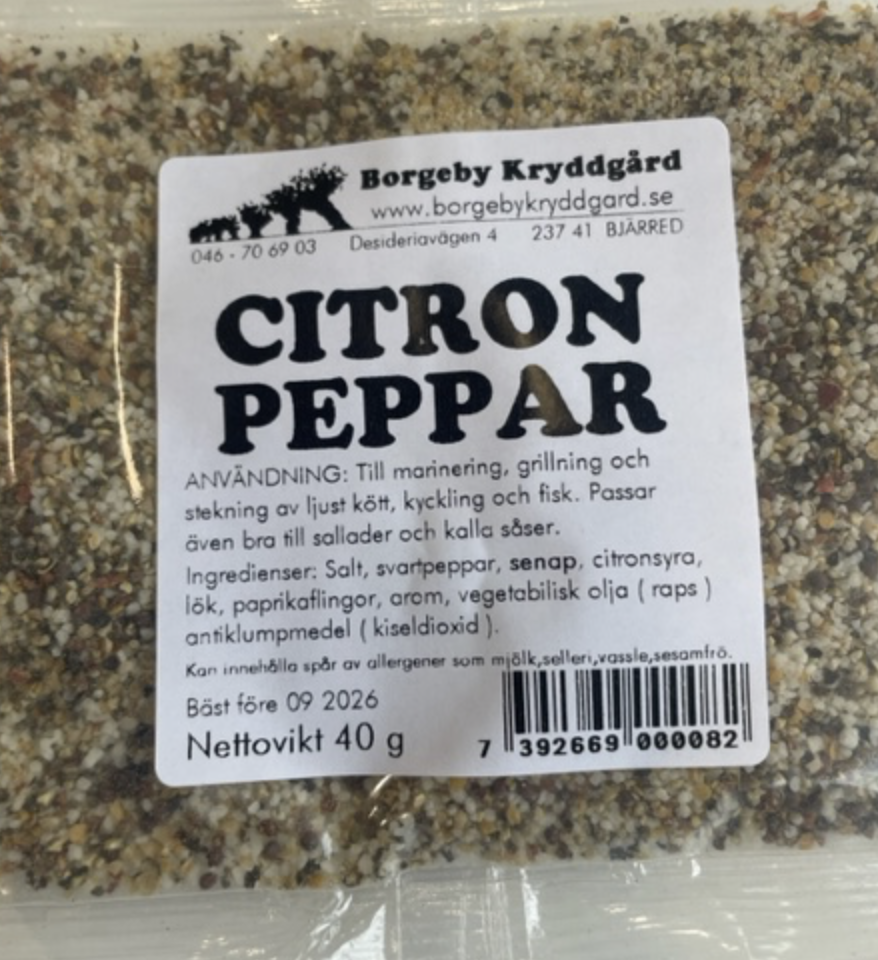 Borgeby Kryddgård
www.borgebykryddgard.se
046 - 70 69 03 Desideriavägen 4 237 41 BJÄRRED
CITRON
PEPPAR
ANVÄNDNING: Till marinering, grillning och
stekning av ljust kött, kyckling och fisk. Passar
även bra till sallader och kalla såser.
Ingredienser: Salt, svartpeppar, senap, citronsyra,
lök, paprikaflingor, arom, vegetabilisk olja ( raps )
antiklumpmedel ( kiseldioxid ).
Kan innehålla spår av allergener som mjölk,selleri,vassle,sesamfrö.
Bäst före 09 2026
Nettovikt 40 g
7 392669 000082